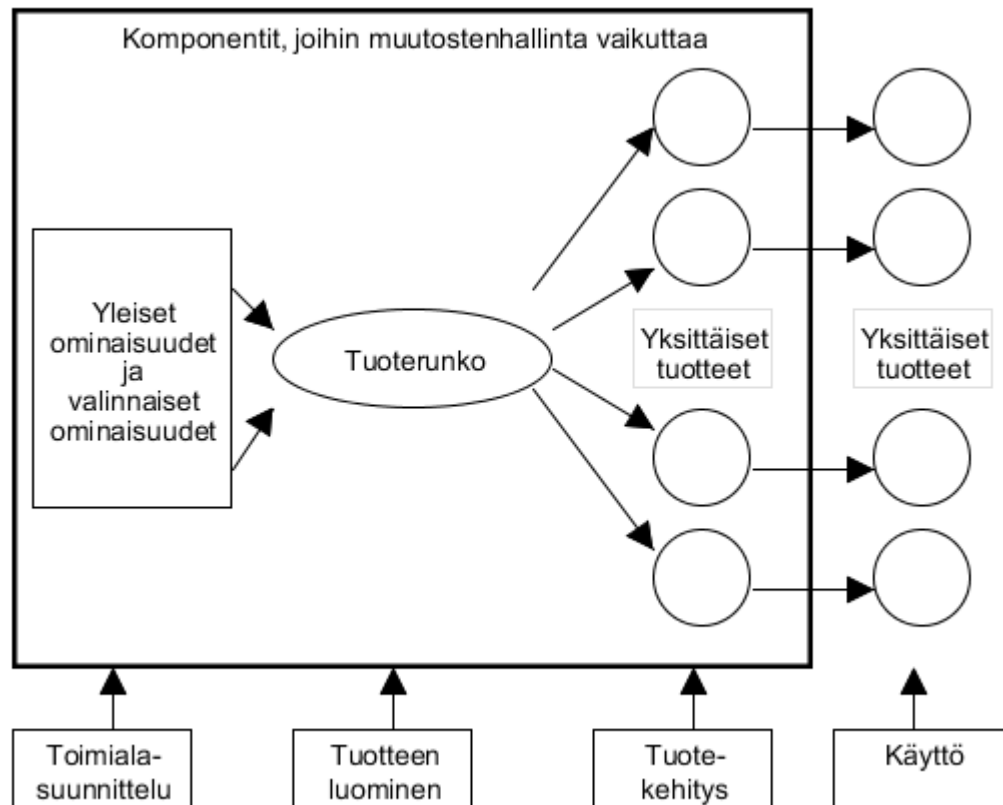 Komponentit, joihin muutostenhallinta vaikuttaa
Yleiset
ominaisuudet
ja
valinnaiset
ominaisuudet
Tuoterunko
Yksittäiset
tuotteet
Yksittäiset
tuotteet
Toimiala-
suunnittelu
Tuotteen
luominen
Tuote-
kehitys
Käyttö